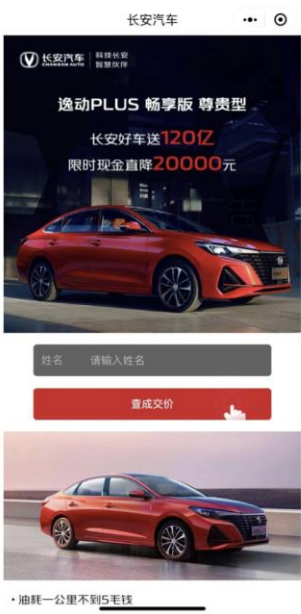 长安汽车
长安汽车
CHANGAN AUTO
科技长安
智慧伙伴
逸动PLUS 畅享版 尊贵型
长安好车送120亿
限时现金直降20000元
姓名 请输入姓名
查成交价
·油耗一公里不到5毛钱